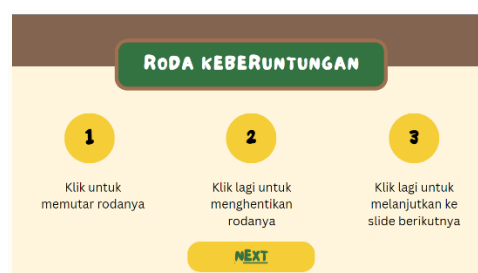 RODA KEBERUNTUNGAN
1
Klik untuk
memutar rodanya
2
Klik lagi untuk
menghentikan
rodanya
3
Klik lagi untuk
melanjutkan ke
slide berikutnya
NEXT